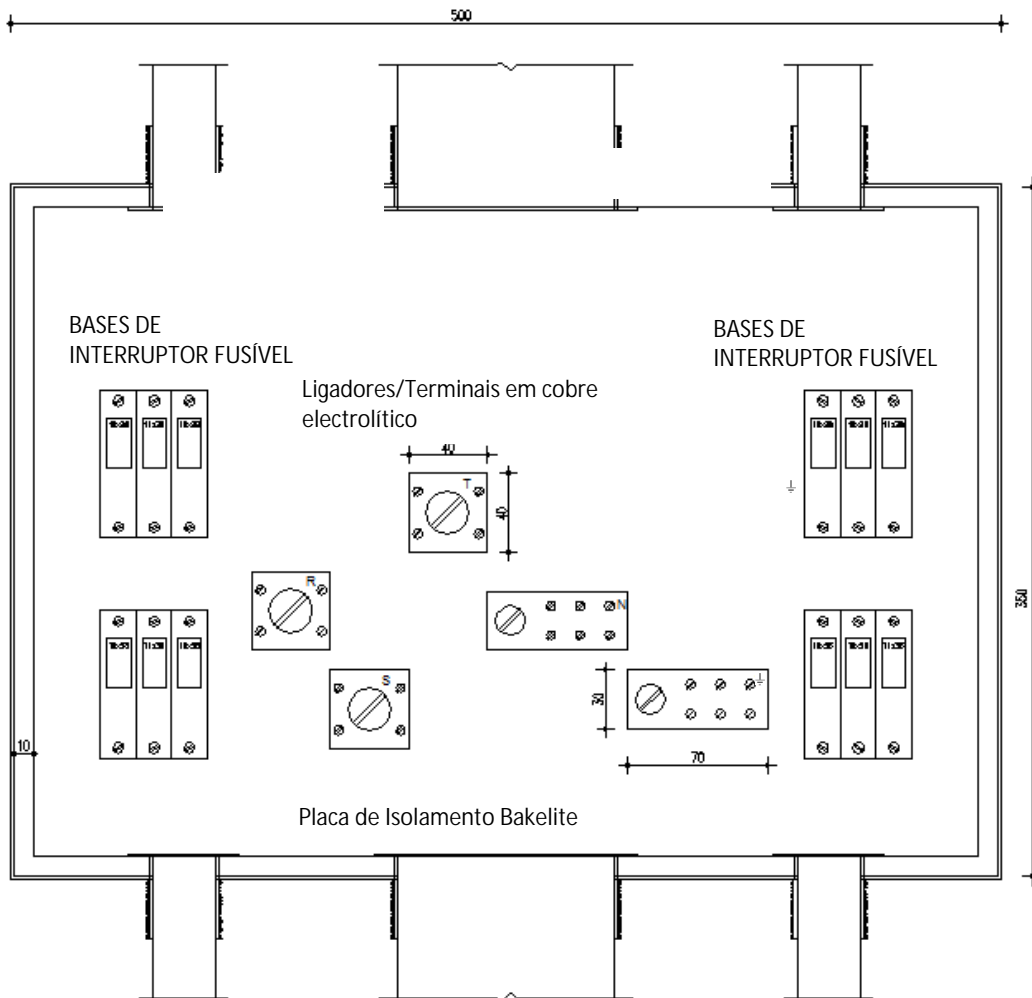 500
BASES DE
INTERRUPTOR FUSÍVEL
BASES DE
INTERRUPTOR FUSÍVEL
Ligadores/Terminais em cobre
electrolítico
40
T
40
R
N
350
S
30
10
70
Placa de Isolamento Bakelite